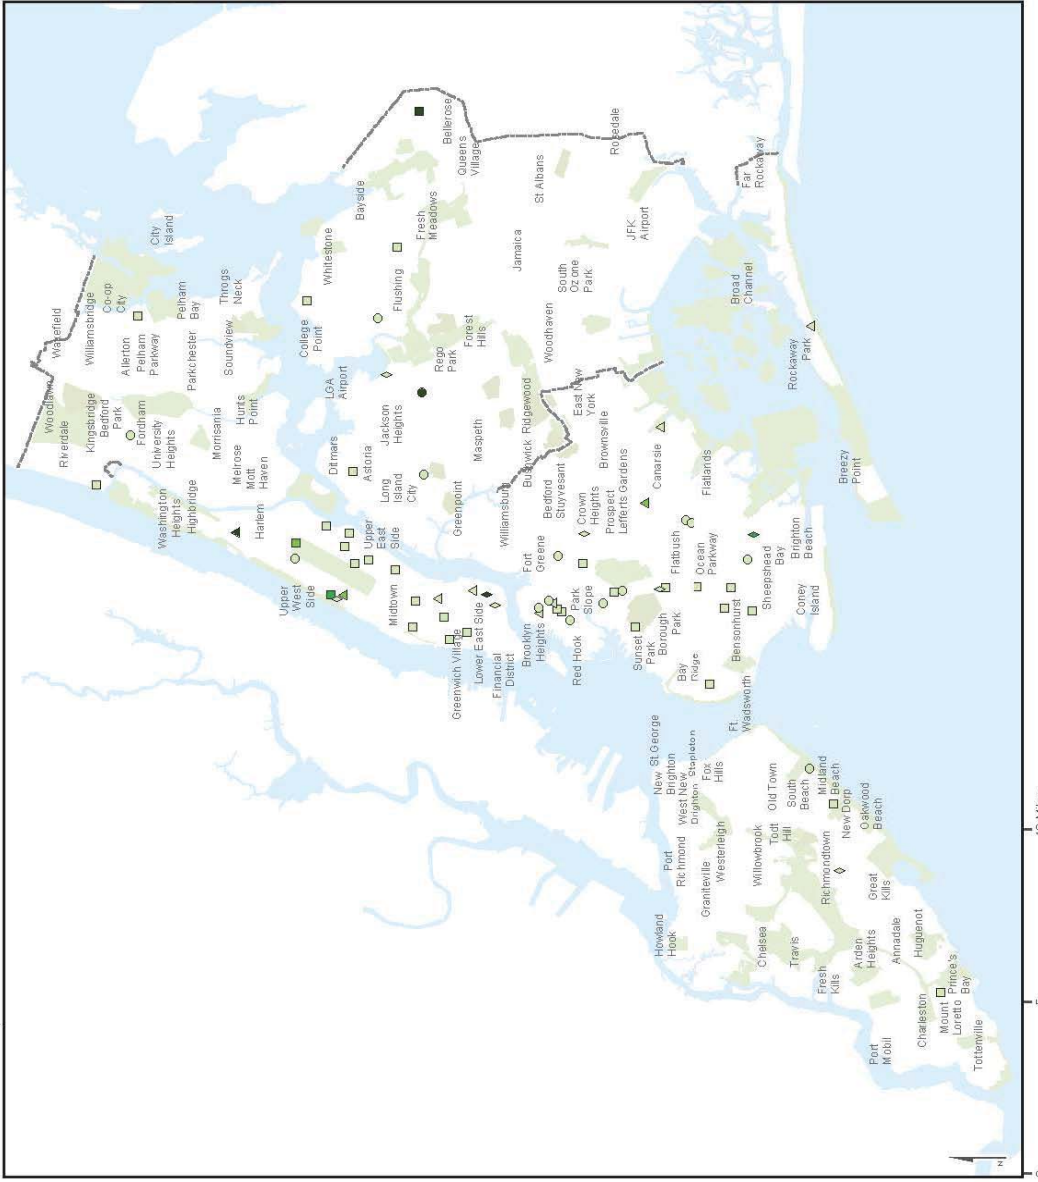 Wakefield
Woodlawn
Riverdale
Williamsbridge
Co-op
City
Kingsbridge
Bedford
Park
Allerton
Pelham
Parkway
Fordham
University
Heights
City
Island
Pelham
Bay
Parkchester
Throgs
Neck
Soundview
Morrisania
Hunts
Point
Melrose
Mott
Haven
Washington
Heights
Highbridge
Harlem
Upper
West
Side
Upper
East
Side
Midtown
Greenwich Village
Lower East Side
Financial
District
College
Point
Whitestone
Bayside
LGA
Airport
Ditmars
Astoria
Long
Island
City
Jackson
Heights
Flushing
Fresh
Meadows
Bellerose
Queens
Village
Rego
Park
Forest
Hills
Maspeth
Greenpoint
Williamsburg
Bushwick
Ridgewood
Jamaica
St Albans
Rosedale
Woodhaven
South
Ozone
Park
JFK
Airport
Far
Rockaway
Broad
Channel
Rockaway
Park
Breezy
Point
East New
York
Bedford
Stuyvesant
Brownsville
Fort
Greene
Crown
Heights
Prospect
Lefferts Gardens
Canarsie
Flatlands
Brooklyn
Heights
Park
Slope
Red Hook
Flatbush
Ocean
Parkway
Sunset
Park
Borough
Park
Bay
Ridge
Bensonhurst
Sheepshead
Bay
Brighton
Beach
Coney
Island
Ft.
Wadsworth
St George
New
Brighton
West New
Brighton
Stapleton
Fox
Hills
Port
Richmond
Westerleigh
Graniteville
Old Town
South
Beach
Midland
Beach
Todt
Hill
Willowbrook
New Dorp
Oakwood
Beach
Richmondtown
Great
Kills
Howland
Hook
Chelsea
Travis
Fresh
Kills
Arden
Heights
Annadale
Huguenot
Prince's
Bay
Mount
Loretto
Charleston
Port
Mobil
Tottenville
N
5